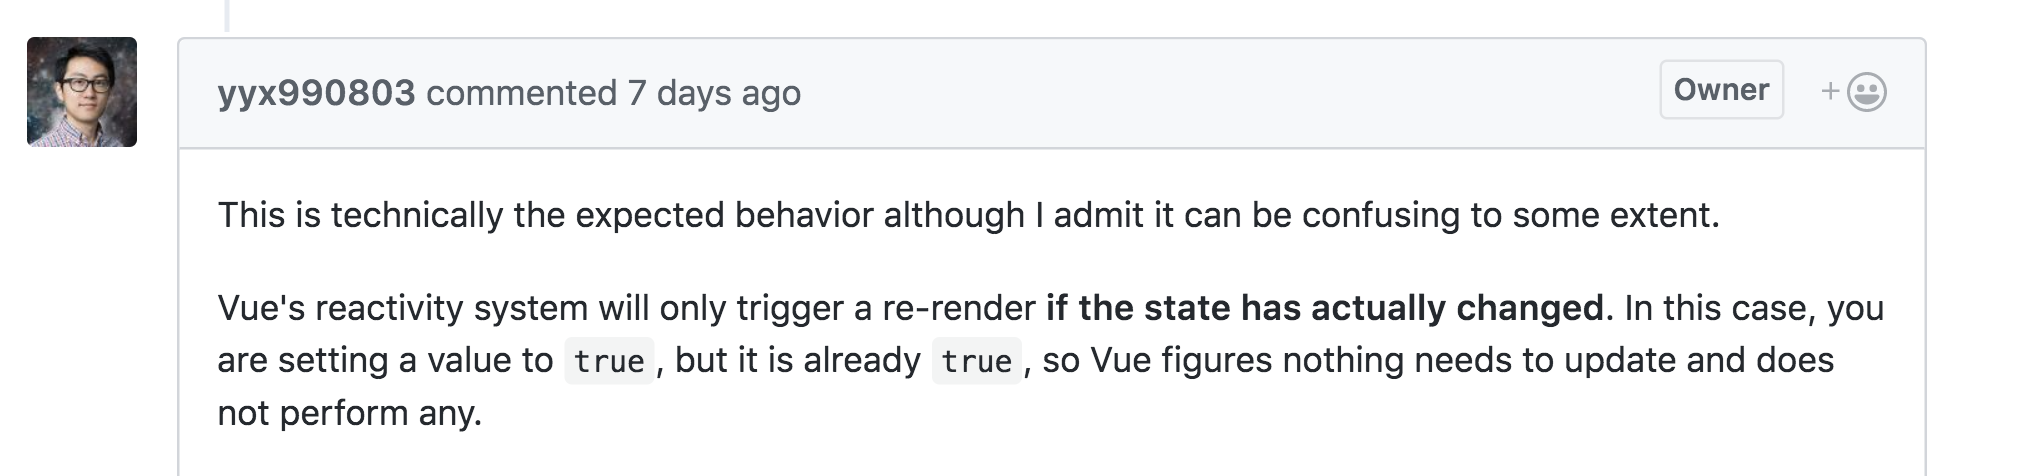 yyx990803 commented 7 days ago
Owner
+
This is technically the expected behavior although I admit it can be confusing to some extent.
Vue's reactivity system will only trigger a re-render if the state has actually changed. In this case, you
are setting a value to true, but it is already true, so Vue figures nothing needs to update and does
not perform any.